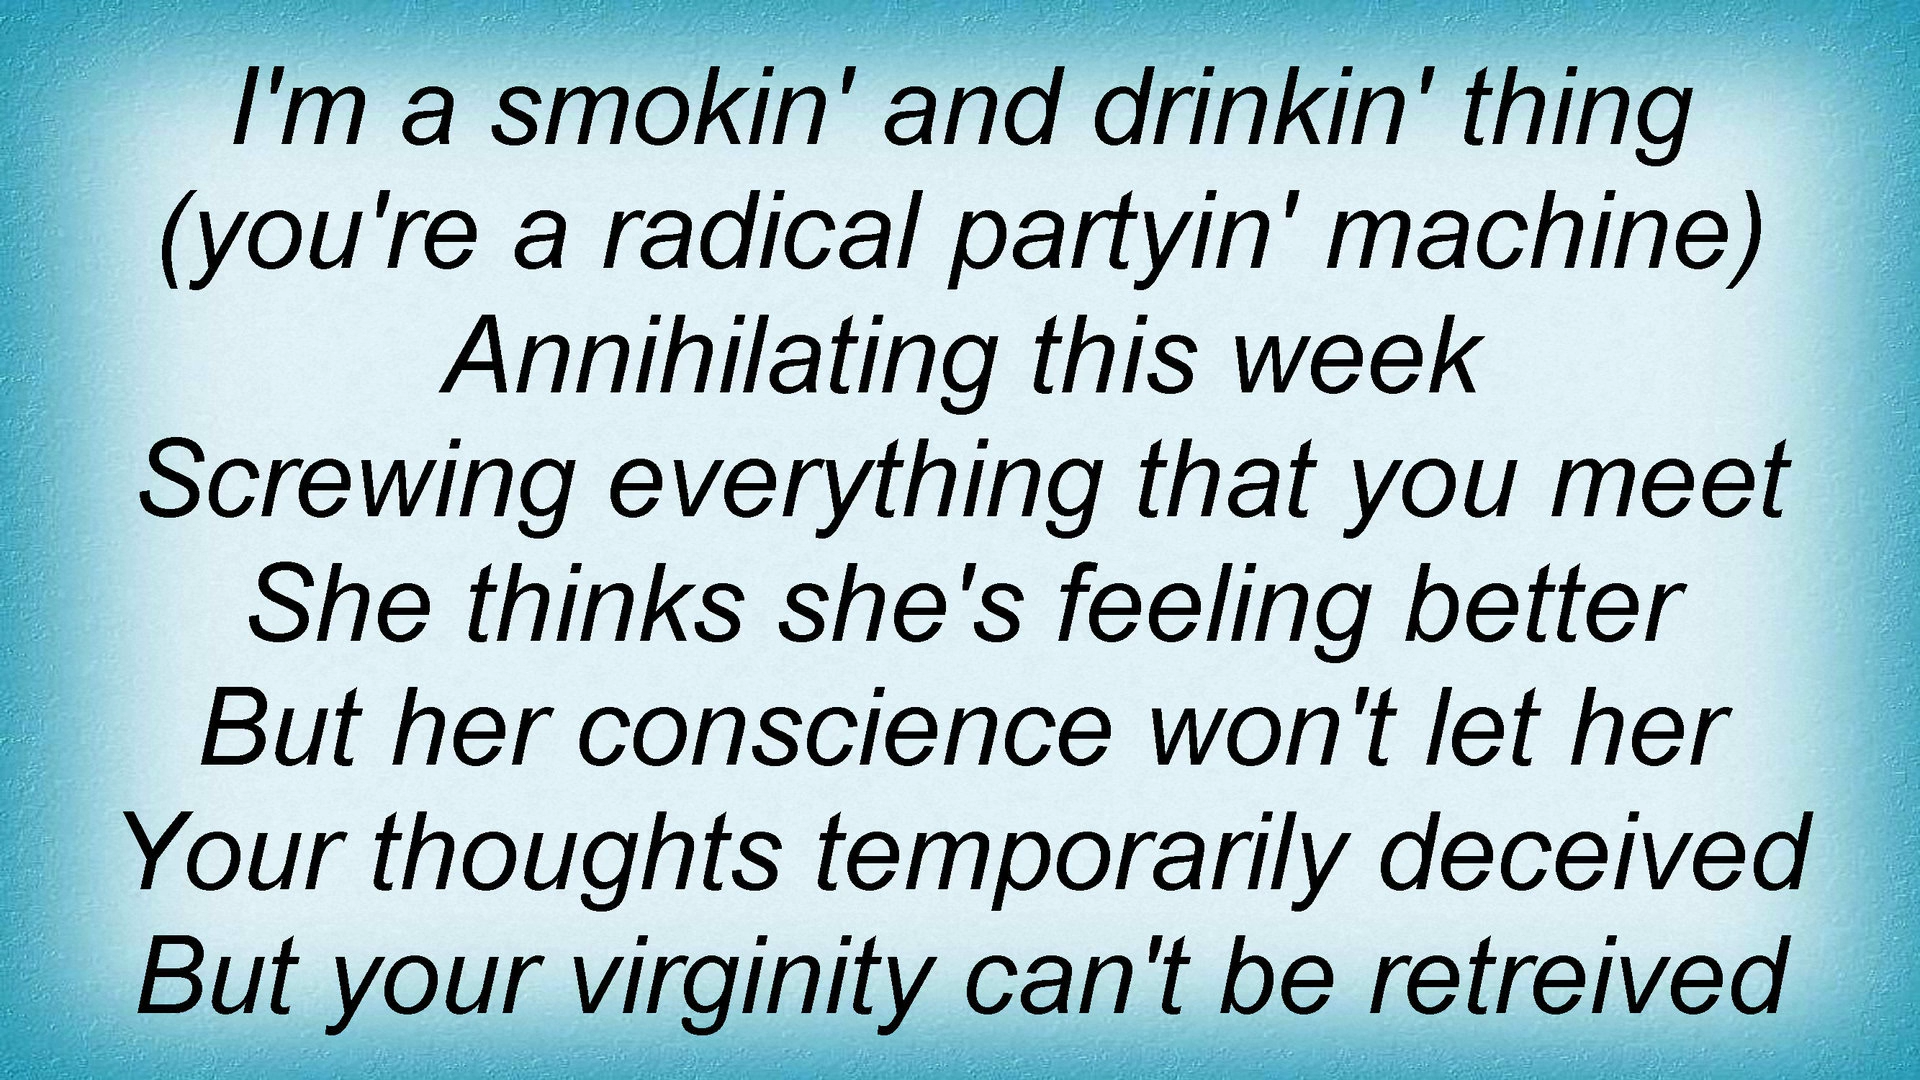 I'm a smokin' and drinkin' thing
(you're a radical partyin' machine)
Annihilating this week
Screwing everything that you meet
She thinks she's feeling better
But her conscience won't let her
Your thoughts temporarily deceived
But your virginity can't be retreived